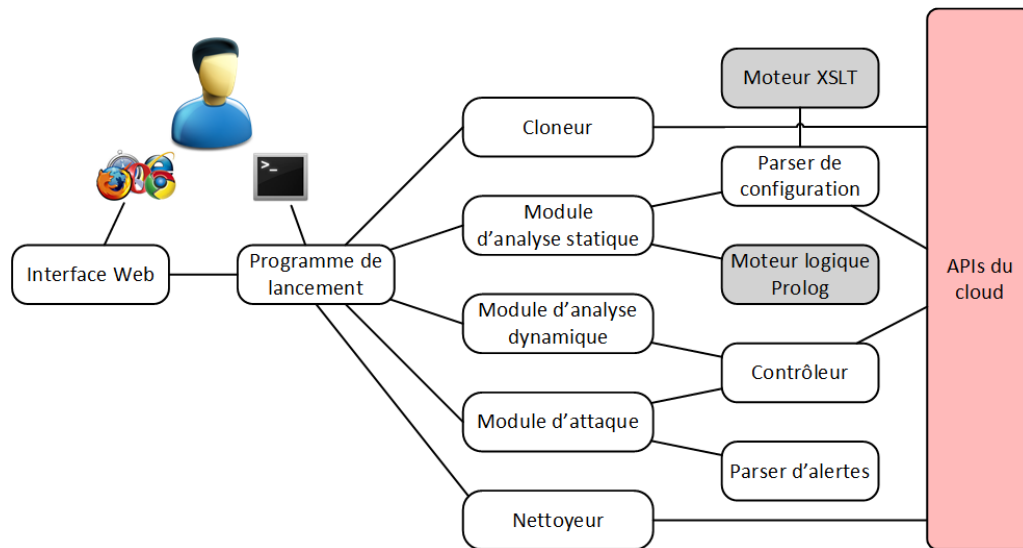 Moteur XSLT
Cloneur
Parser de
configuration
Module
d'analyse statique
Interface Web
Programme de
lancement
Moteur logique
Prolog
APIs du
cloud
Module d'analyse
dynamique
Contrôleur
Module d'attaque
Parser d'alertes
Nettoyeur
>_